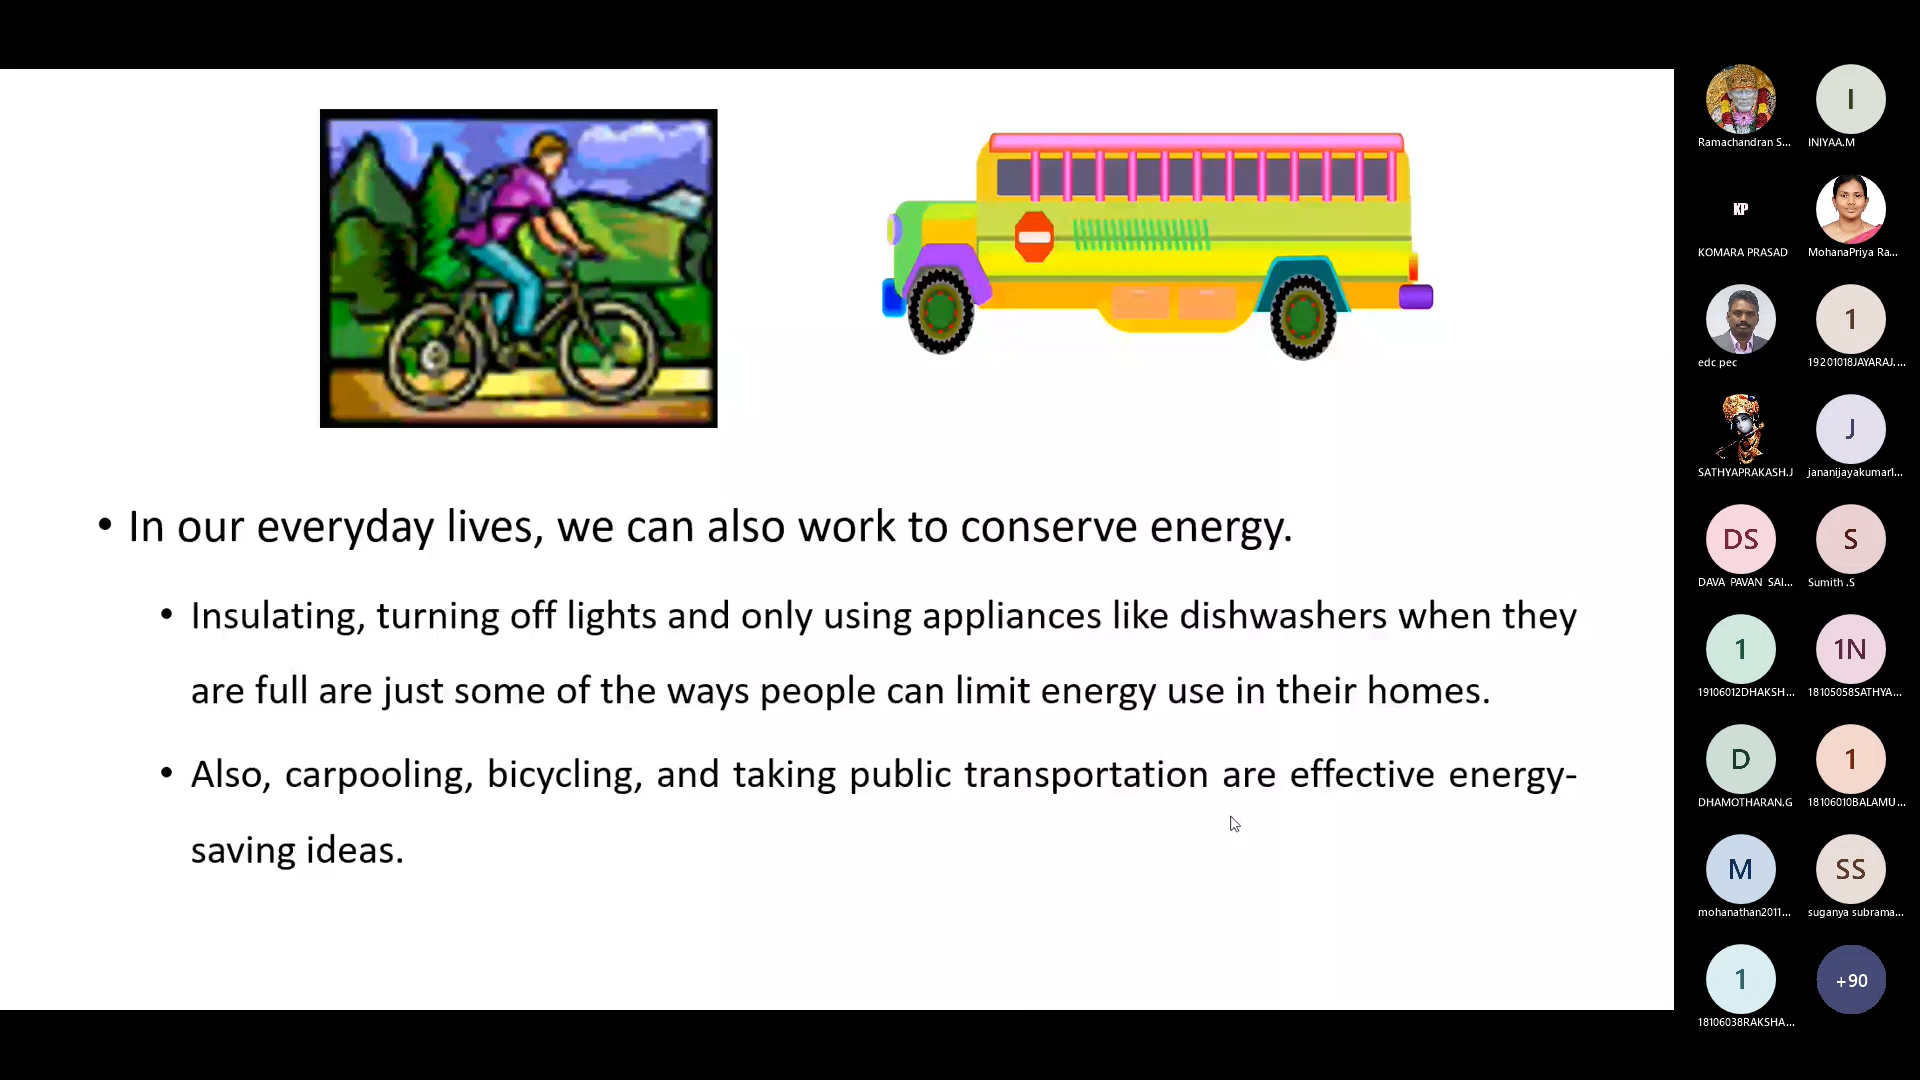 • In our everyday lives, we can also work to conserve energy.
• Insulating, turning off lights and only using appliances like dishwashers when they
are full are just some of the ways people can limit energy use in their homes.
• Also, carpooling, bicycling, and taking public transportation are effective energy-
saving ideas.
Ramachandran S...
I
INIYAA.M
KP
KOMARA PRASAD
MohanaPriya Ra...
edc pec
1
19201018JAYARAJ....
SATHYAPRAKASH.J
J
jananijayakumar1...
DS
DAVA PAVAN SAI...
S
Sumith .S
1
19106012DHAKSH...
1N
18105058SATHYA...
D
DHAMOTHARAN.G
1
18106010BALAMU...
M
mohanathan2011...
SS
suganya subrama...
1
18106038RAKSHA...
+90